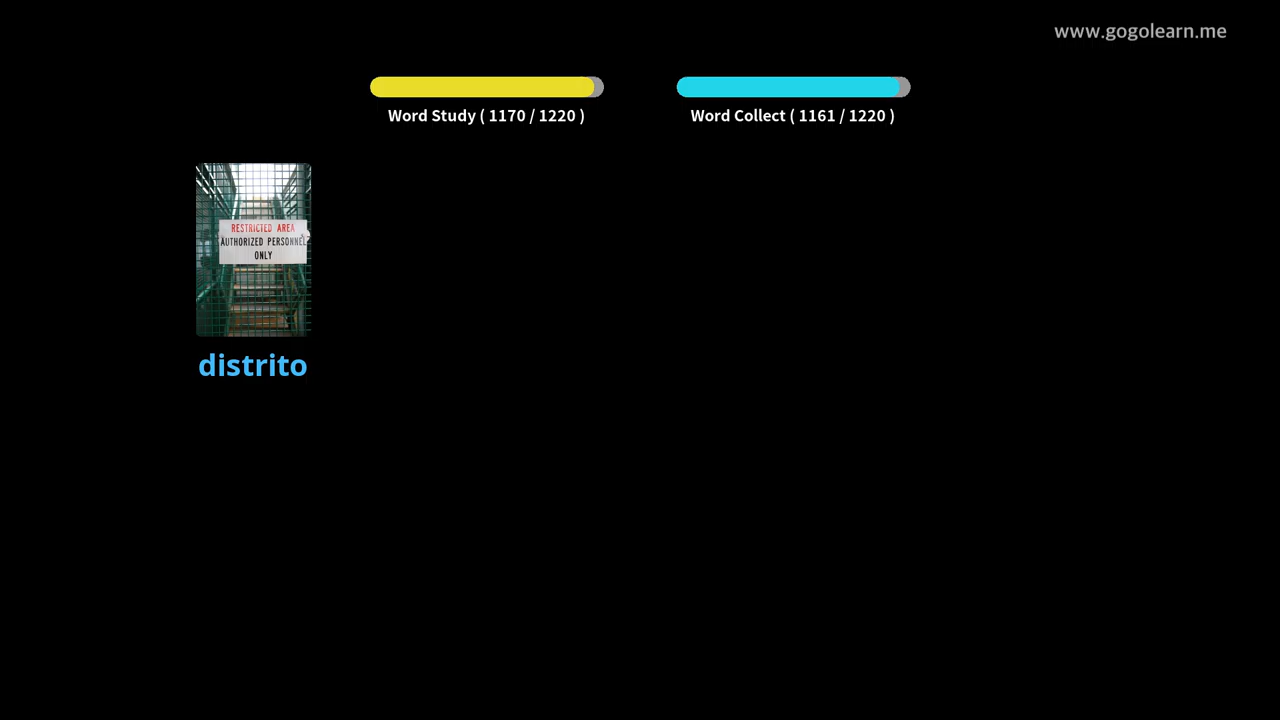 www.gogolearn.me
Word Study ( 1170 / 1220 )
Word Collect ( 1161 / 1220 )
RESTRICTED AREA
AUTHORIZED PERSONNEL
ONLY
distrito